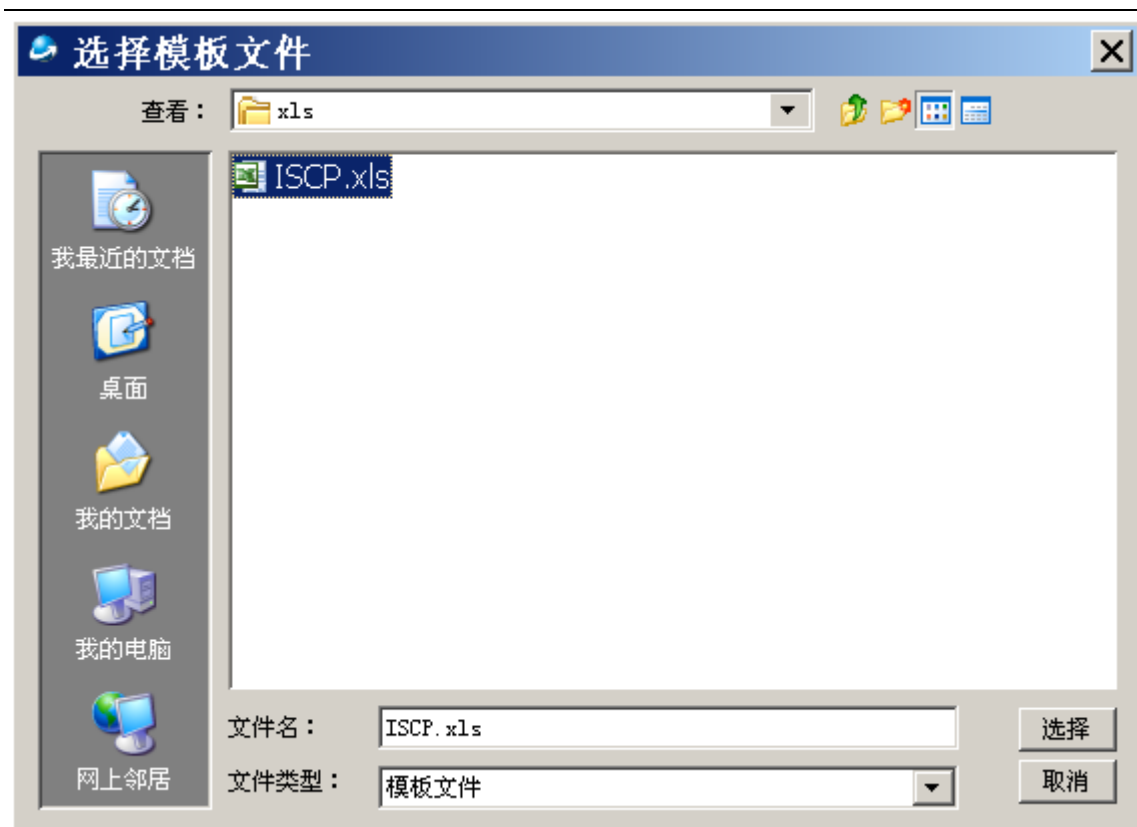 选择模板文件
查看：
xls
ISCP.xls
我最近的文档
桌面
我的文档
我的电脑
网上邻居
文件名：
ISCP.xls
选择
文件类型：
模板文件
取消